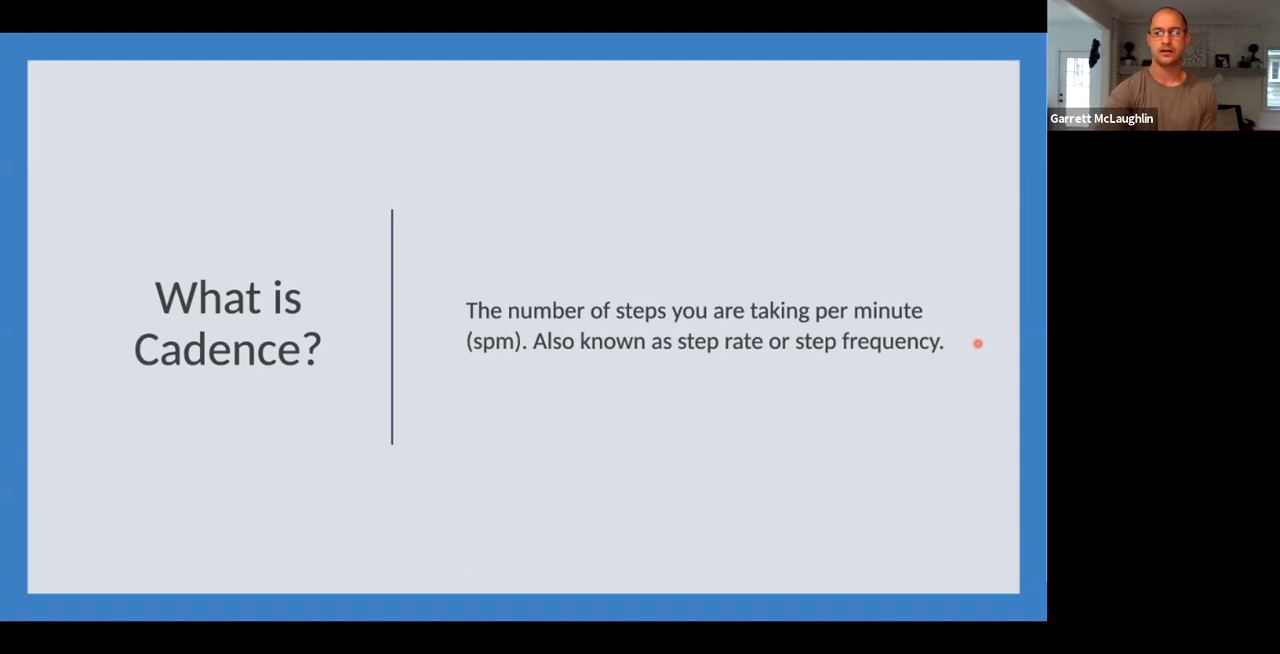 What is
Cadence?
The number of steps you are taking per minute
(spm). Also known as step rate or step frequency.
Garrett McLaughlin